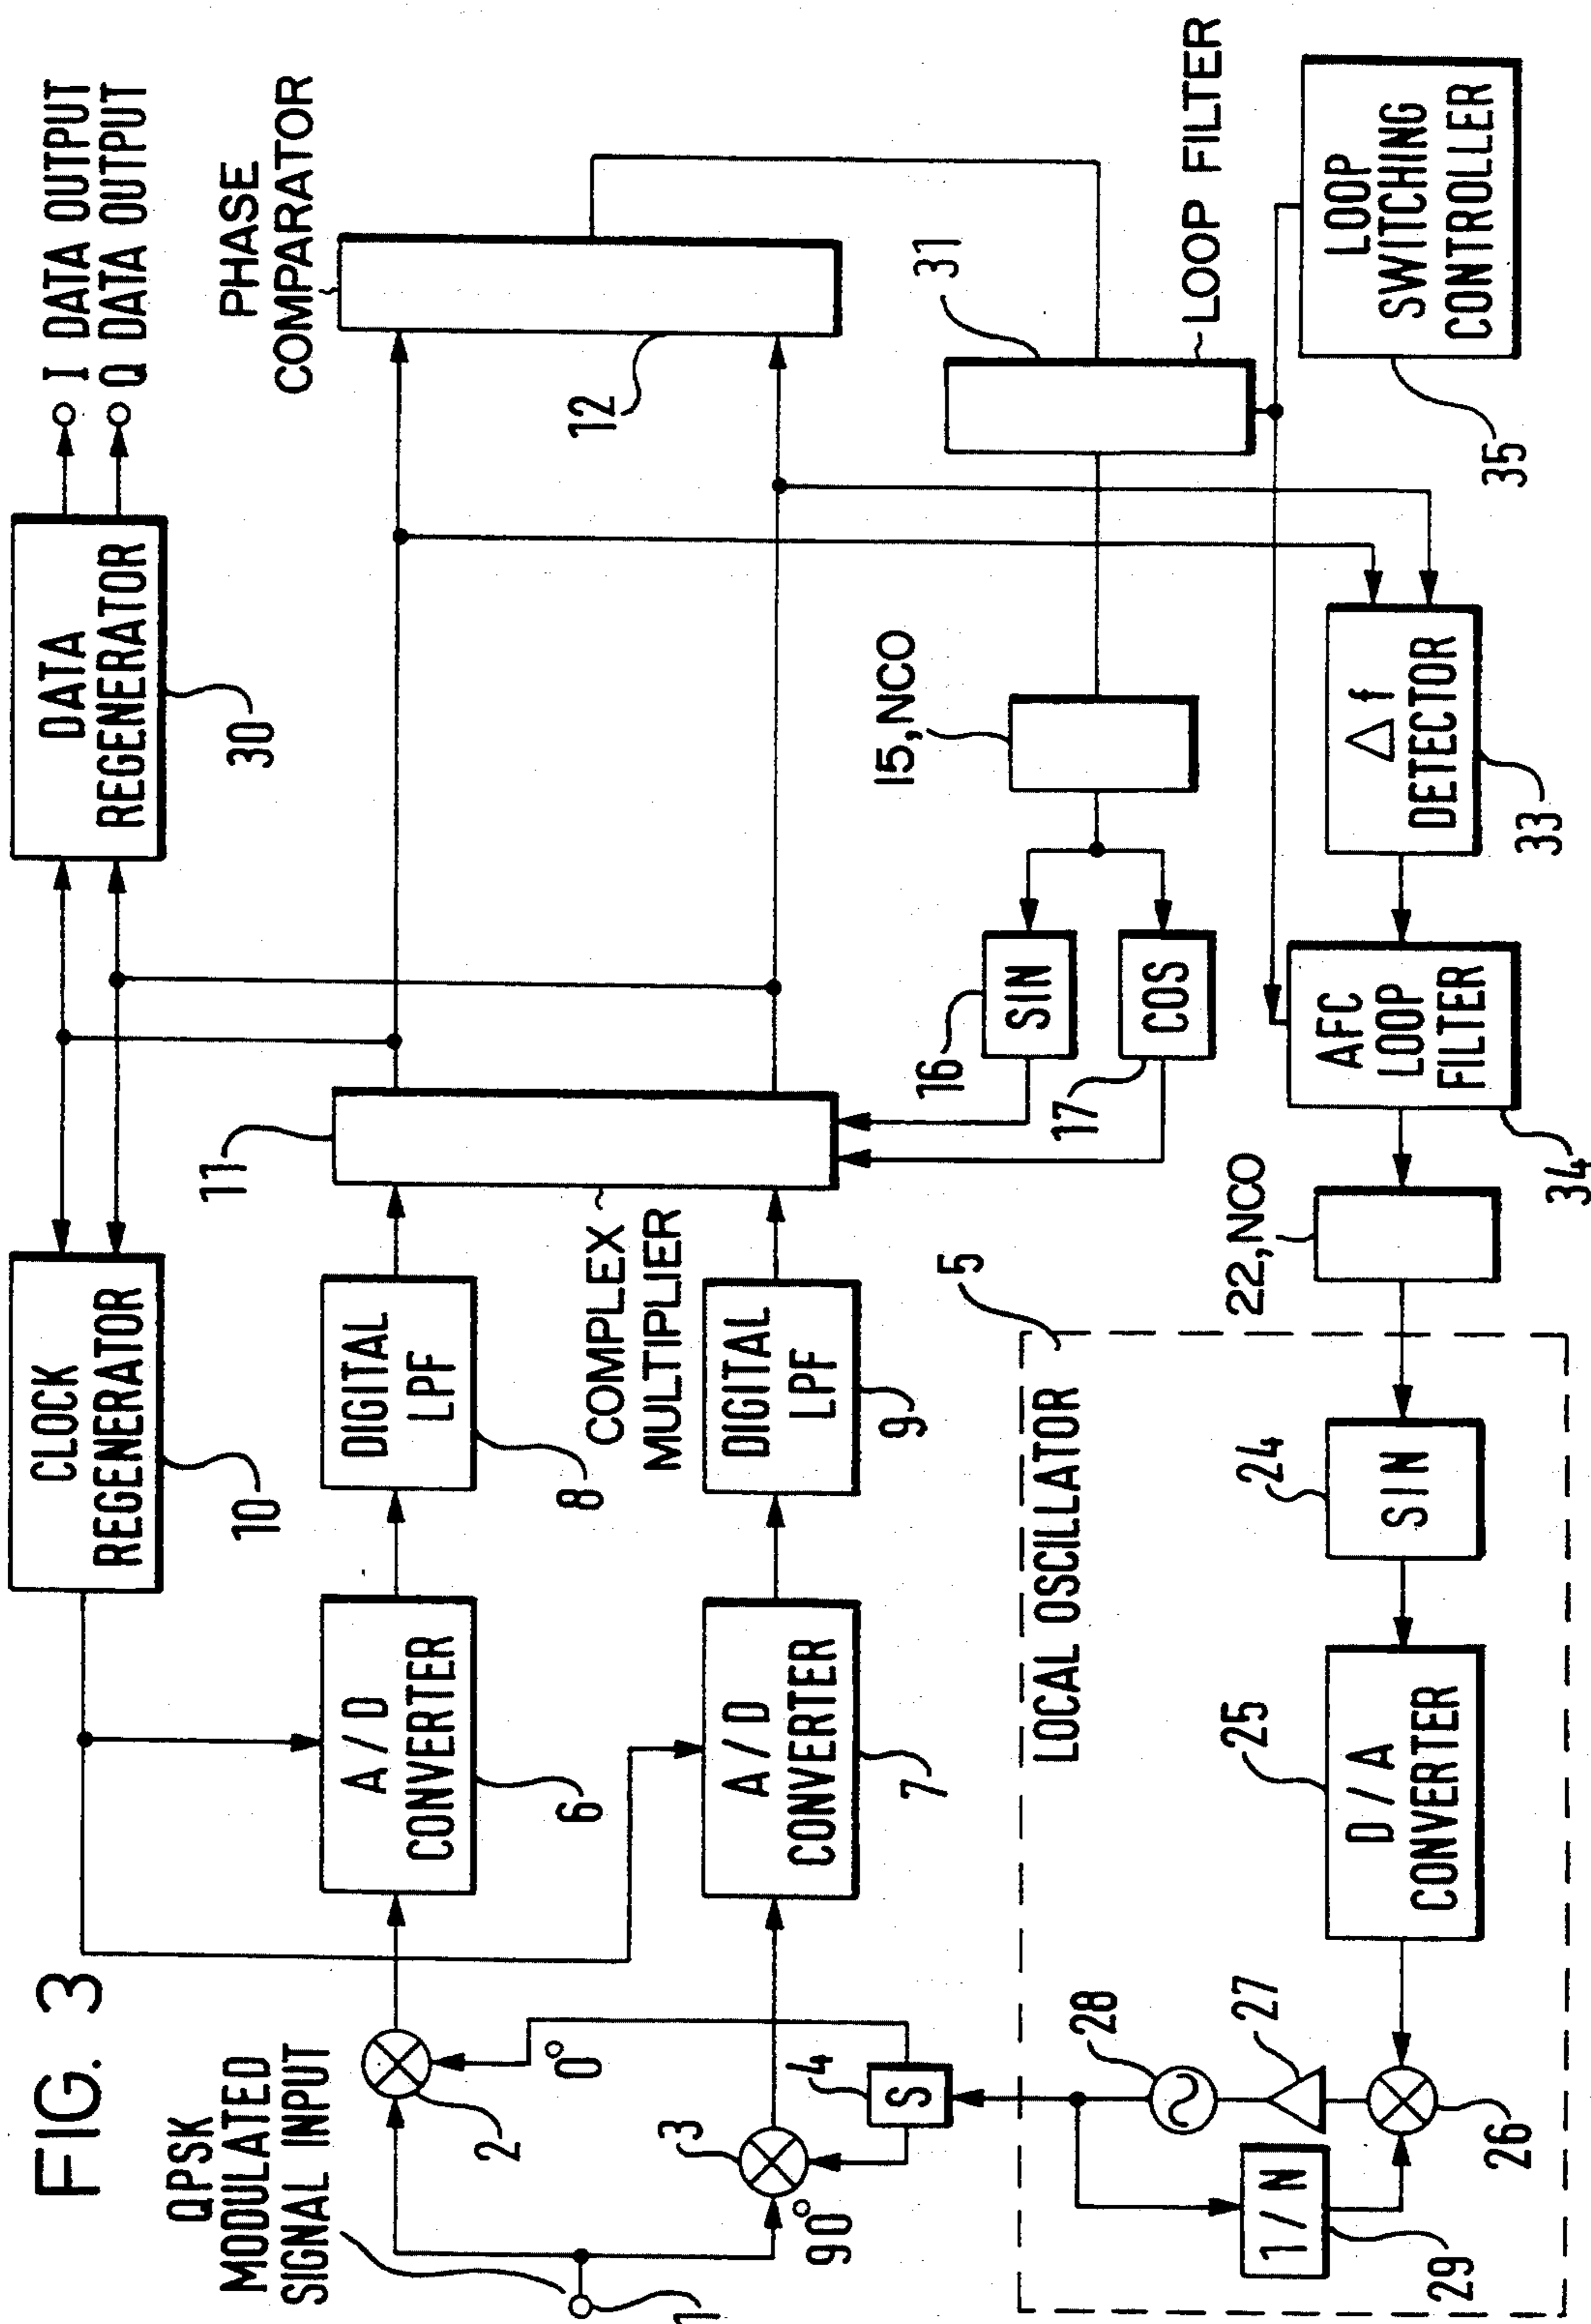 FIG. 3
QPSK
MODULATED
SIGNAL INPUT
1
2
0°
3
90°
4
S
CLOCK
REGENERATOR
10
A/D
CONVERTER
6
A/D
CONVERTER
7
DIGITAL
LPF
8
DIGITAL
LPF
9
COMPLEX
MULTIPLIER
11
DATA
REGENERATOR
30
I DATA OUTPUT
Q DATA OUTPUT
PHASE
COMPARATOR
12
31
LOOP FILTER
15,NCO
SIN
16
COS
17
LOOP
SWITCHING
CONTROLLER
35
Δf
DETECTOR
33
AFC
LOOP
FILTER
34
22,NCO
5
LOCAL OSCILLATOR
24
SIN
25
D/A
CONVERTER
28
27
26
1/N
29